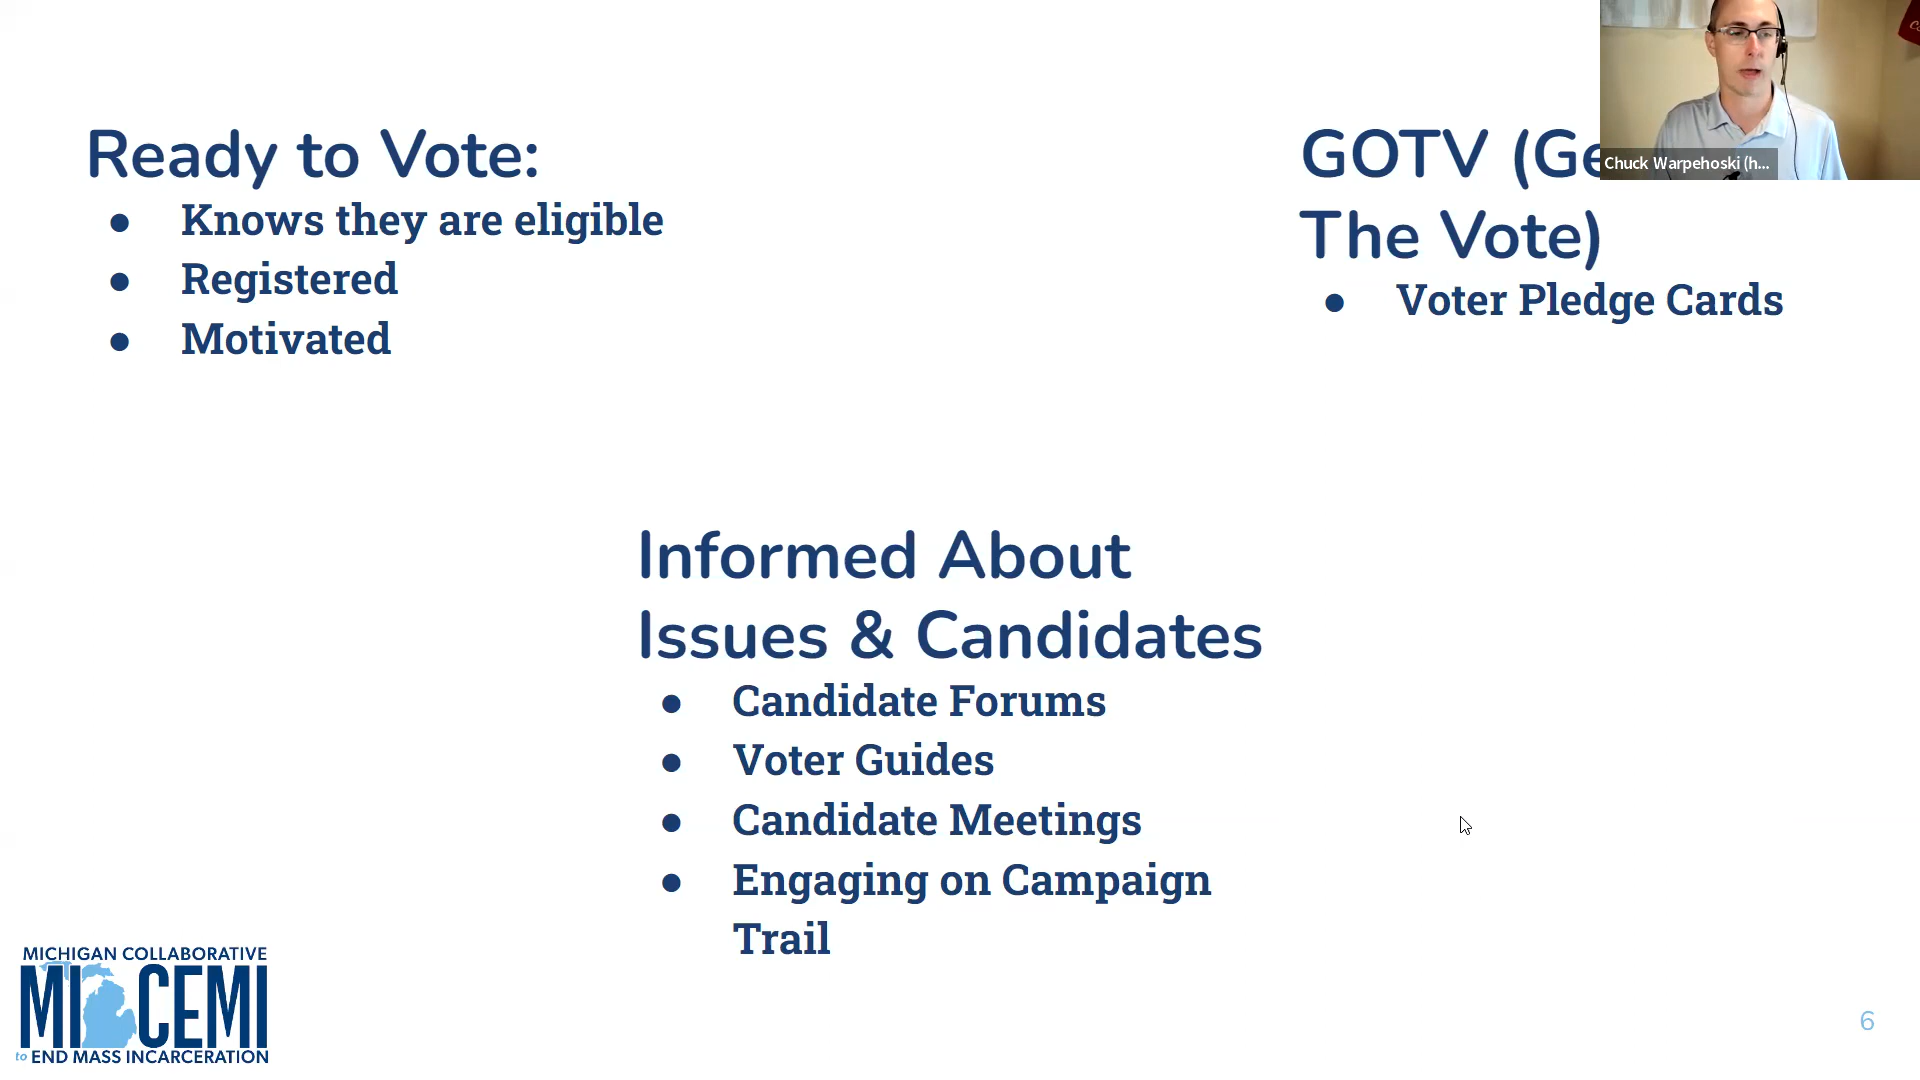 Ready to Vote:
● Knows they are eligible
● Registered
● Motivated
GOTV (Ge
The Vote)
● Voter Pledge Cards
Chuck Warpehoski (h...
Informed About
Issues & Candidates
● Candidate Forums
● Voter Guides
● Candidate Meetings
● Engaging on Campaign
Trail
MICHIGAN COLLABORATIVE
MI CEMI
to END MASS INCARCERATION
6